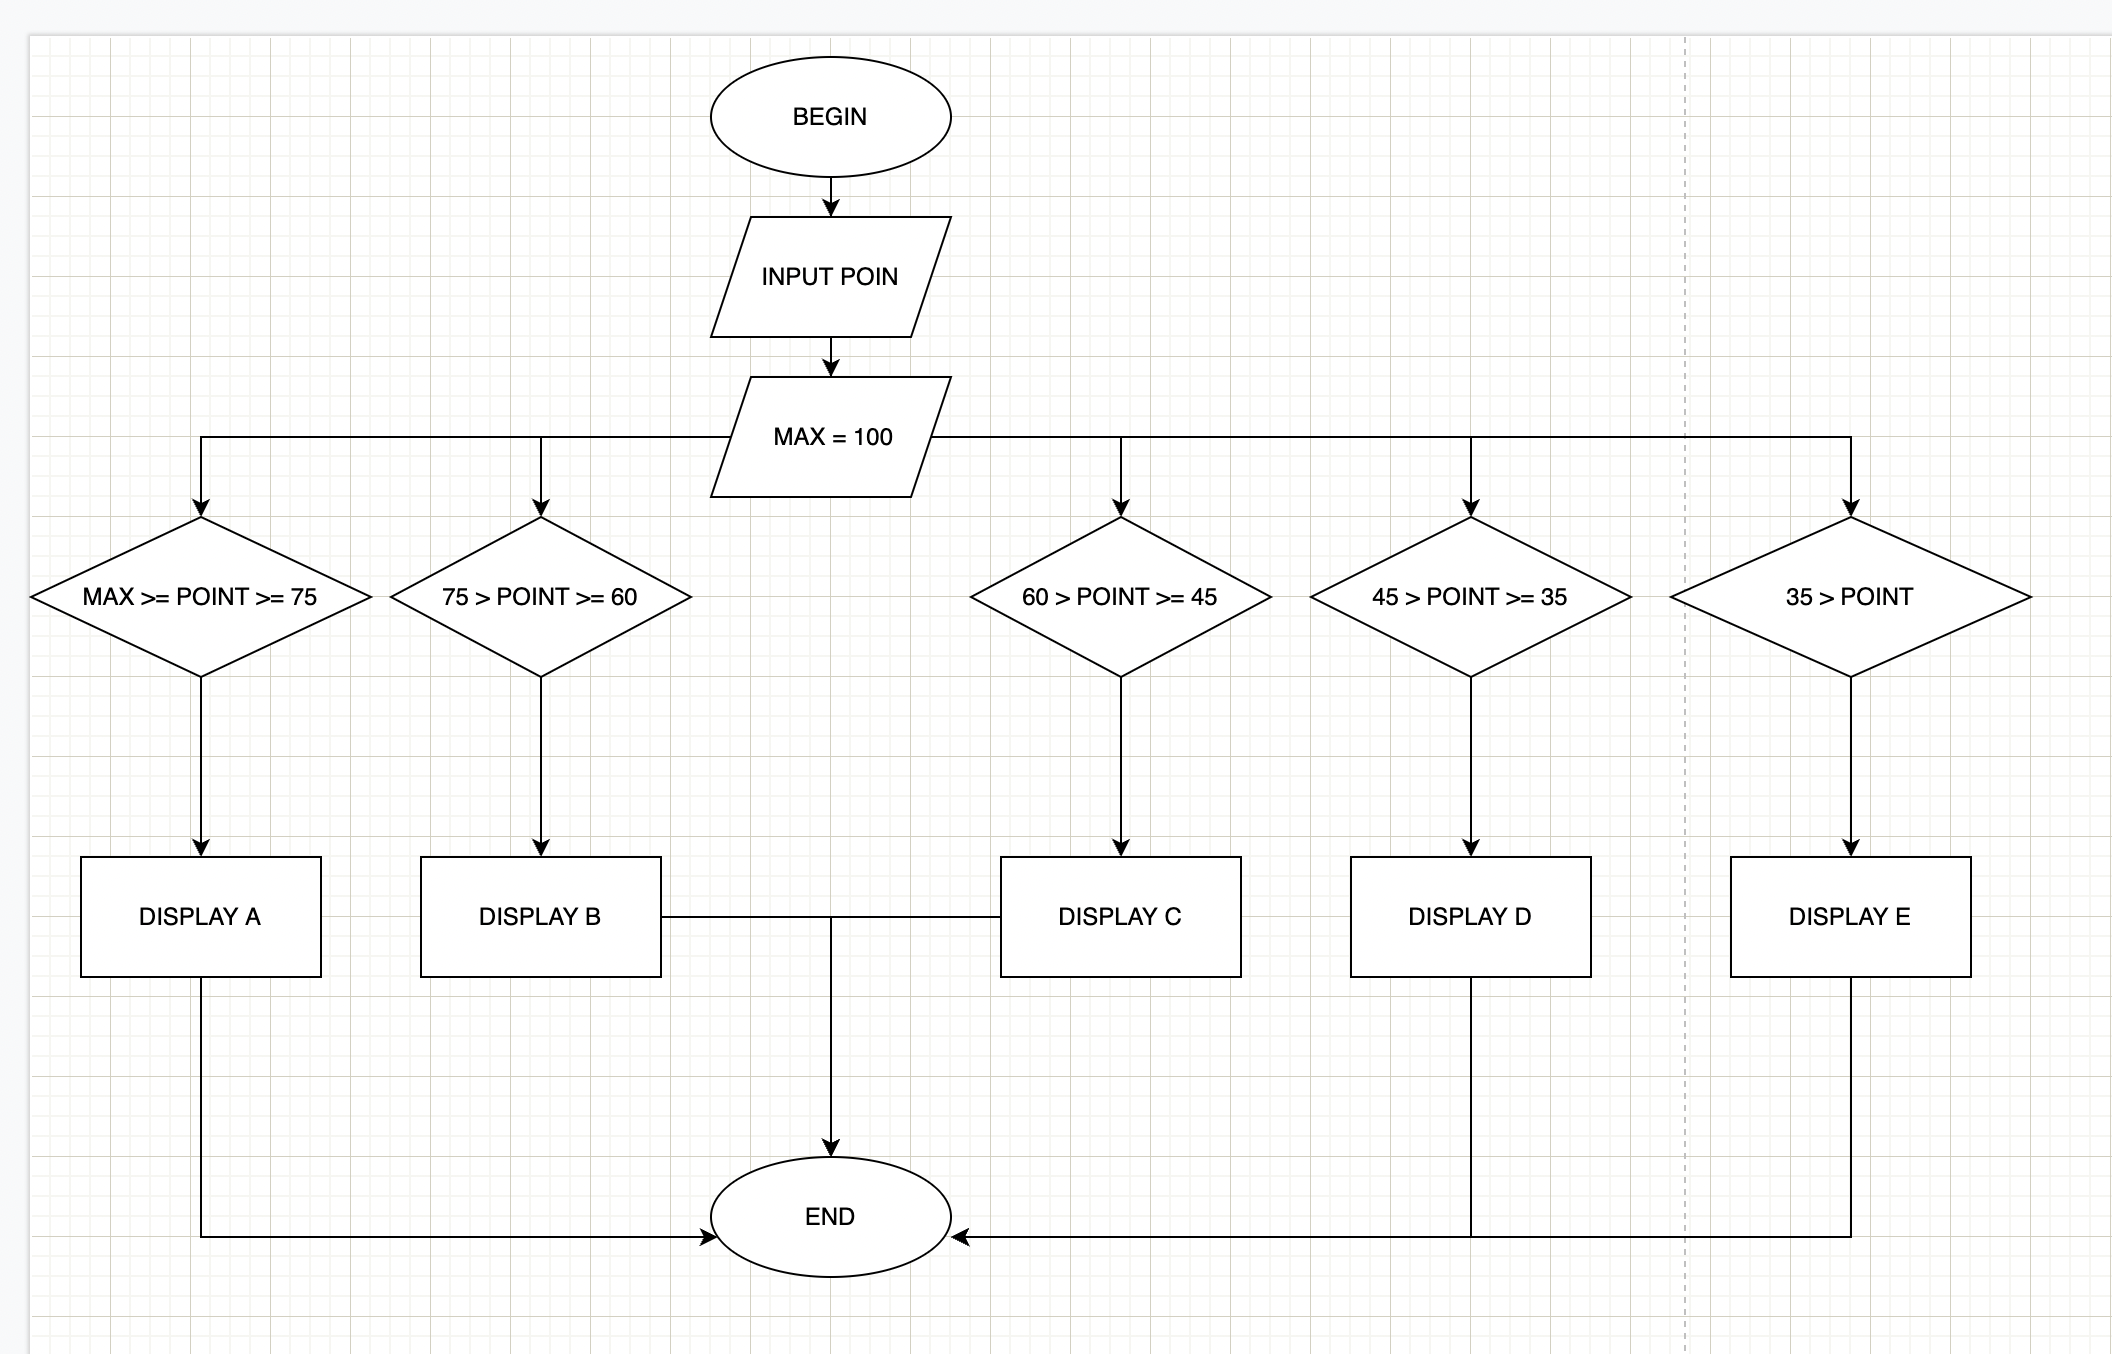 BEGIN
INPUT POIN
MAX = 100
MAX >= POINT >= 75
75 > POINT >= 60
60 > POINT >= 45
45 > POINT >= 35
35 > POINT
DISPLAY A
DISPLAY B
DISPLAY C
DISPLAY D
DISPLAY E
END